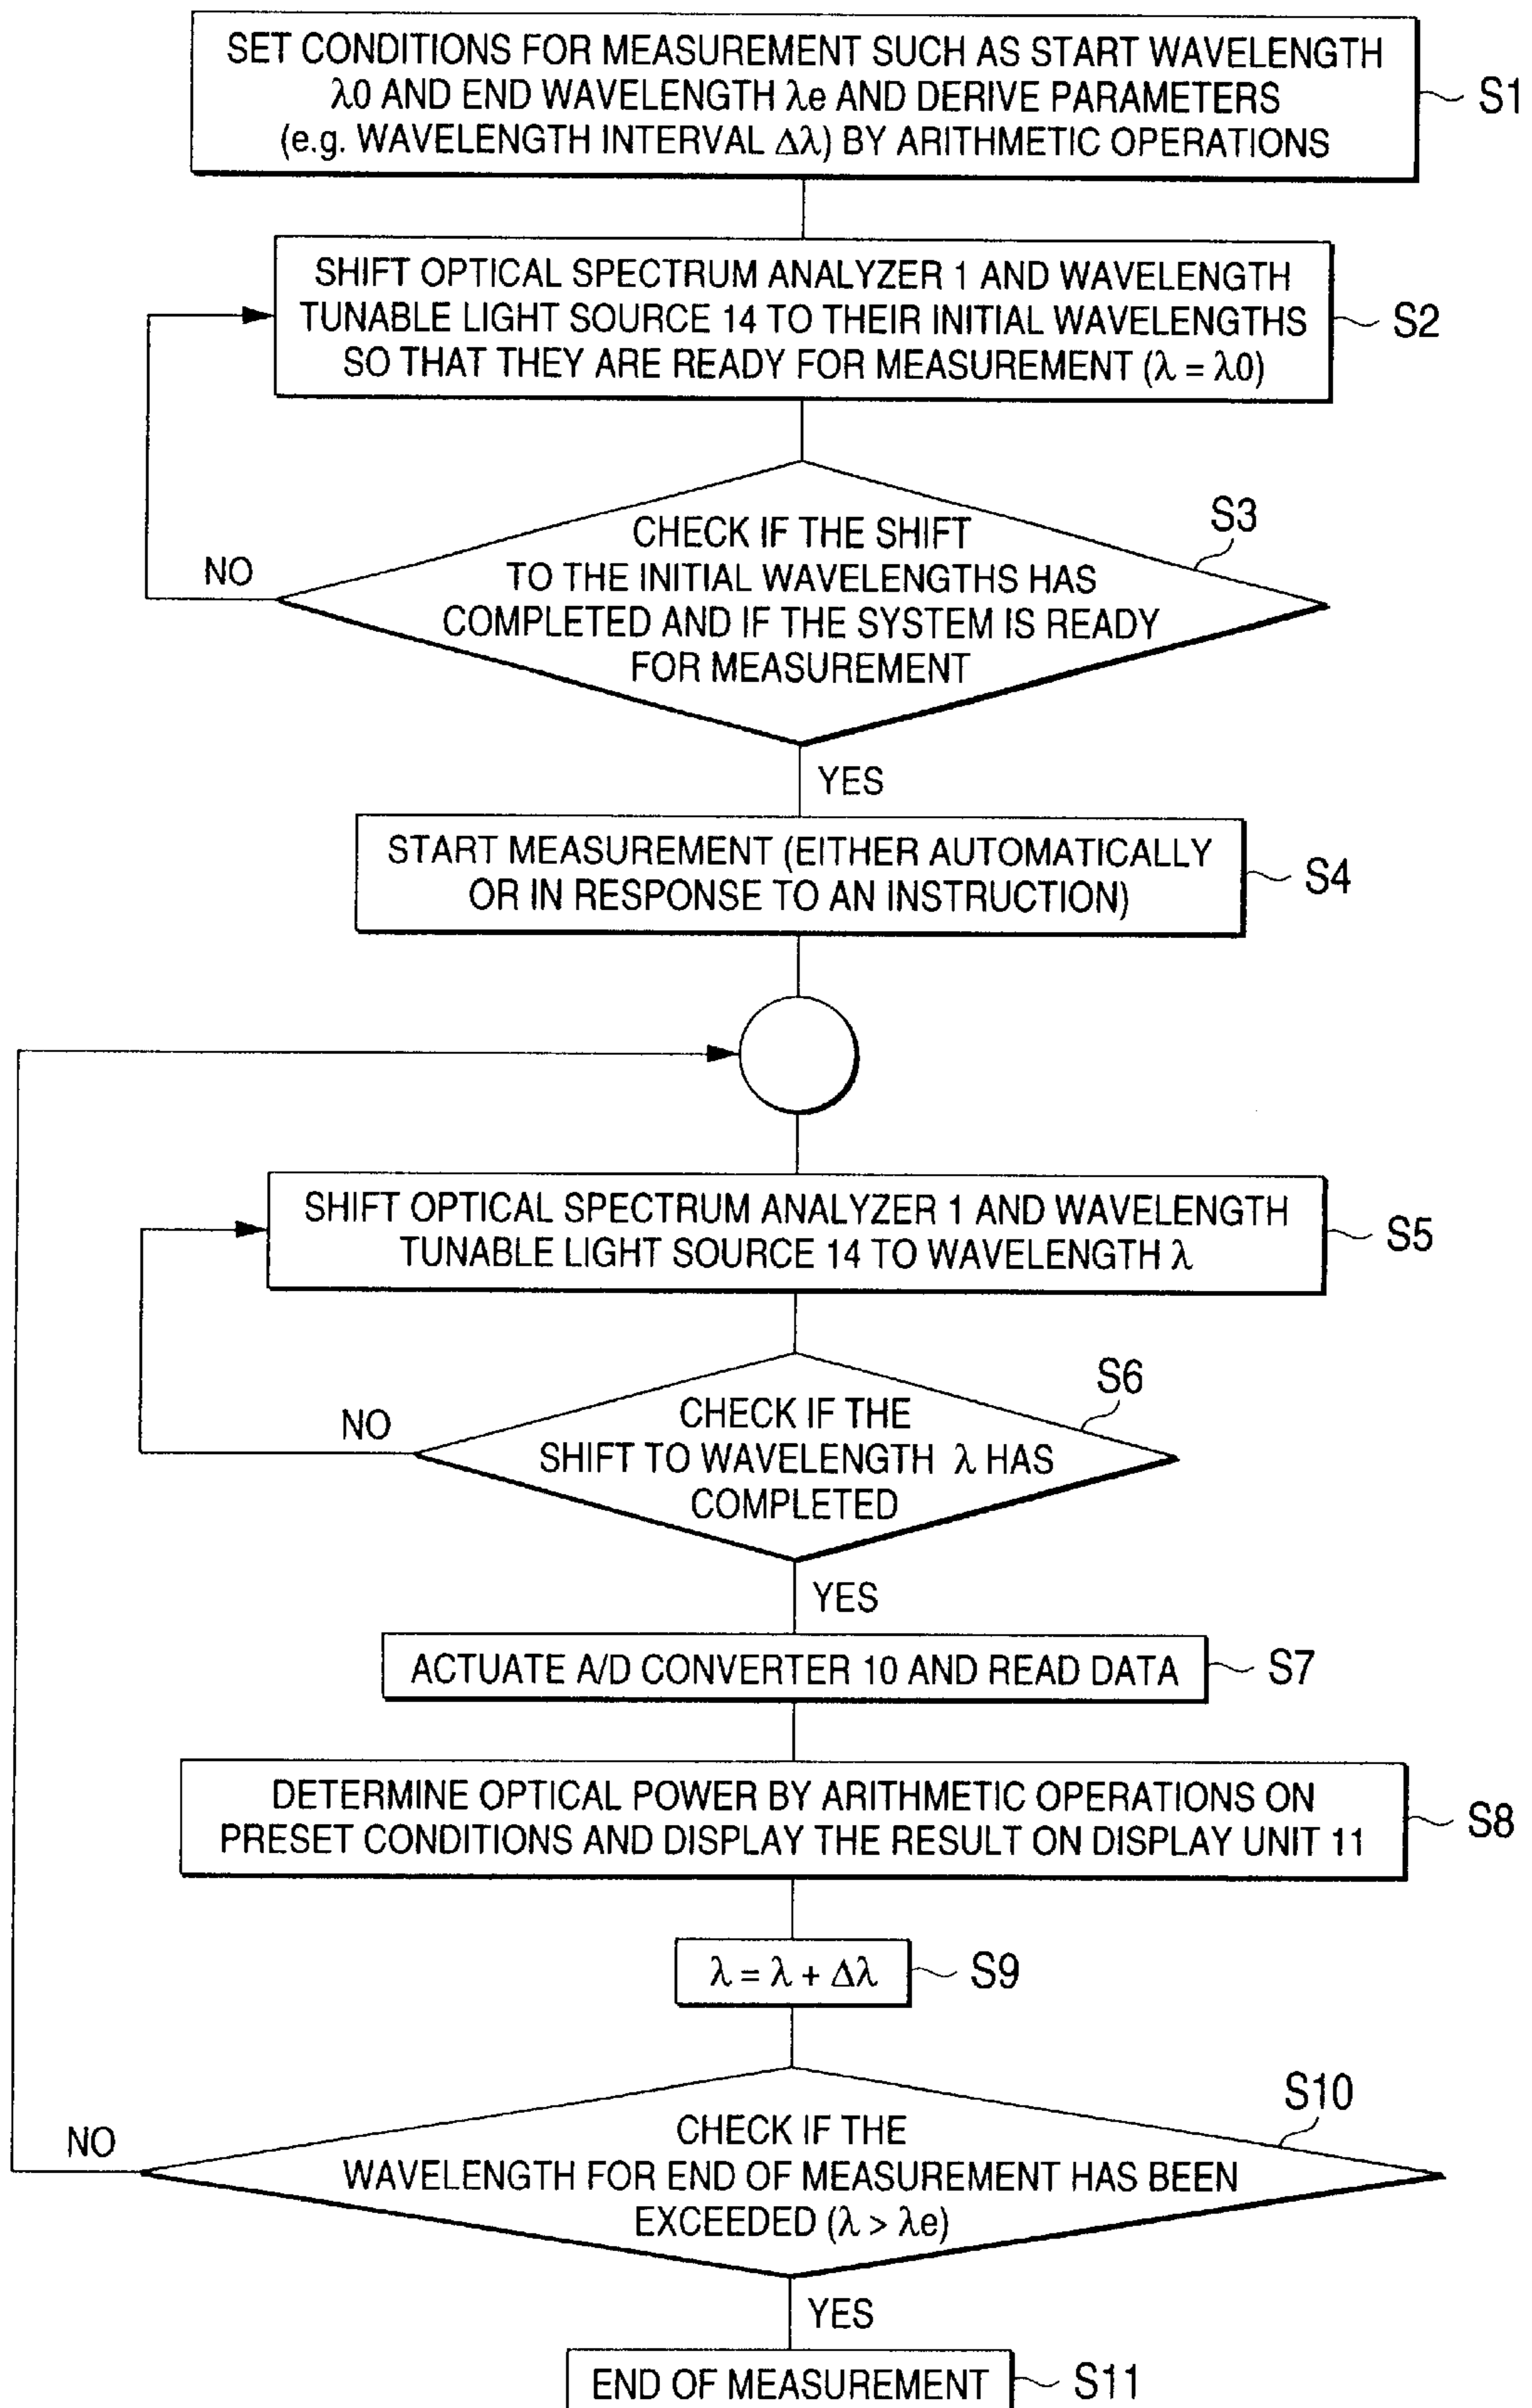 SET CONDITIONS FOR MEASUREMENT SUCH AS START WAVELENGTH
λ0 AND END WAVELENGTH λe AND DERIVE PARAMETERS
(e.g. WAVELENGTH INTERVAL Δλ) BY ARITHMETIC OPERATIONS
S1
SHIFT OPTICAL SPECTRUM ANALYZER 1 AND WAVELENGTH
TUNABLE LIGHT SOURCE 14 TO THEIR INITIAL WAVELENGTHS
SO THAT THEY ARE READY FOR MEASUREMENT (λ = λ0)
S2
S3
CHECK IF THE SHIFT
TO THE INITIAL WAVELENGTHS HAS
COMPLETED AND IF THE SYSTEM IS READY
FOR MEASUREMENT
NO
YES
START MEASUREMENT (EITHER AUTOMATICALLY
OR IN RESPONSE TO AN INSTRUCTION)
S4
SHIFT OPTICAL SPECTRUM ANALYZER 1 AND WAVELENGTH
TUNABLE LIGHT SOURCE 14 TO WAVELENGTH λ
S5
S6
CHECK IF THE
SHIFT TO WAVELENGTH λ HAS
COMPLETED
NO
YES
ACTUATE A/D CONVERTER 10 AND READ DATA
S7
DETERMINE OPTICAL POWER BY ARITHMETIC OPERATIONS ON
PRESET CONDITIONS AND DISPLAY THE RESULT ON DISPLAY UNIT 11
S8
λ = λ + Δλ
S9
S10
CHECK IF THE
WAVELENGTH FOR END OF MEASUREMENT HAS BEEN
EXCEEDED (λ > λe)
NO
YES
END OF MEASUREMENT
S11